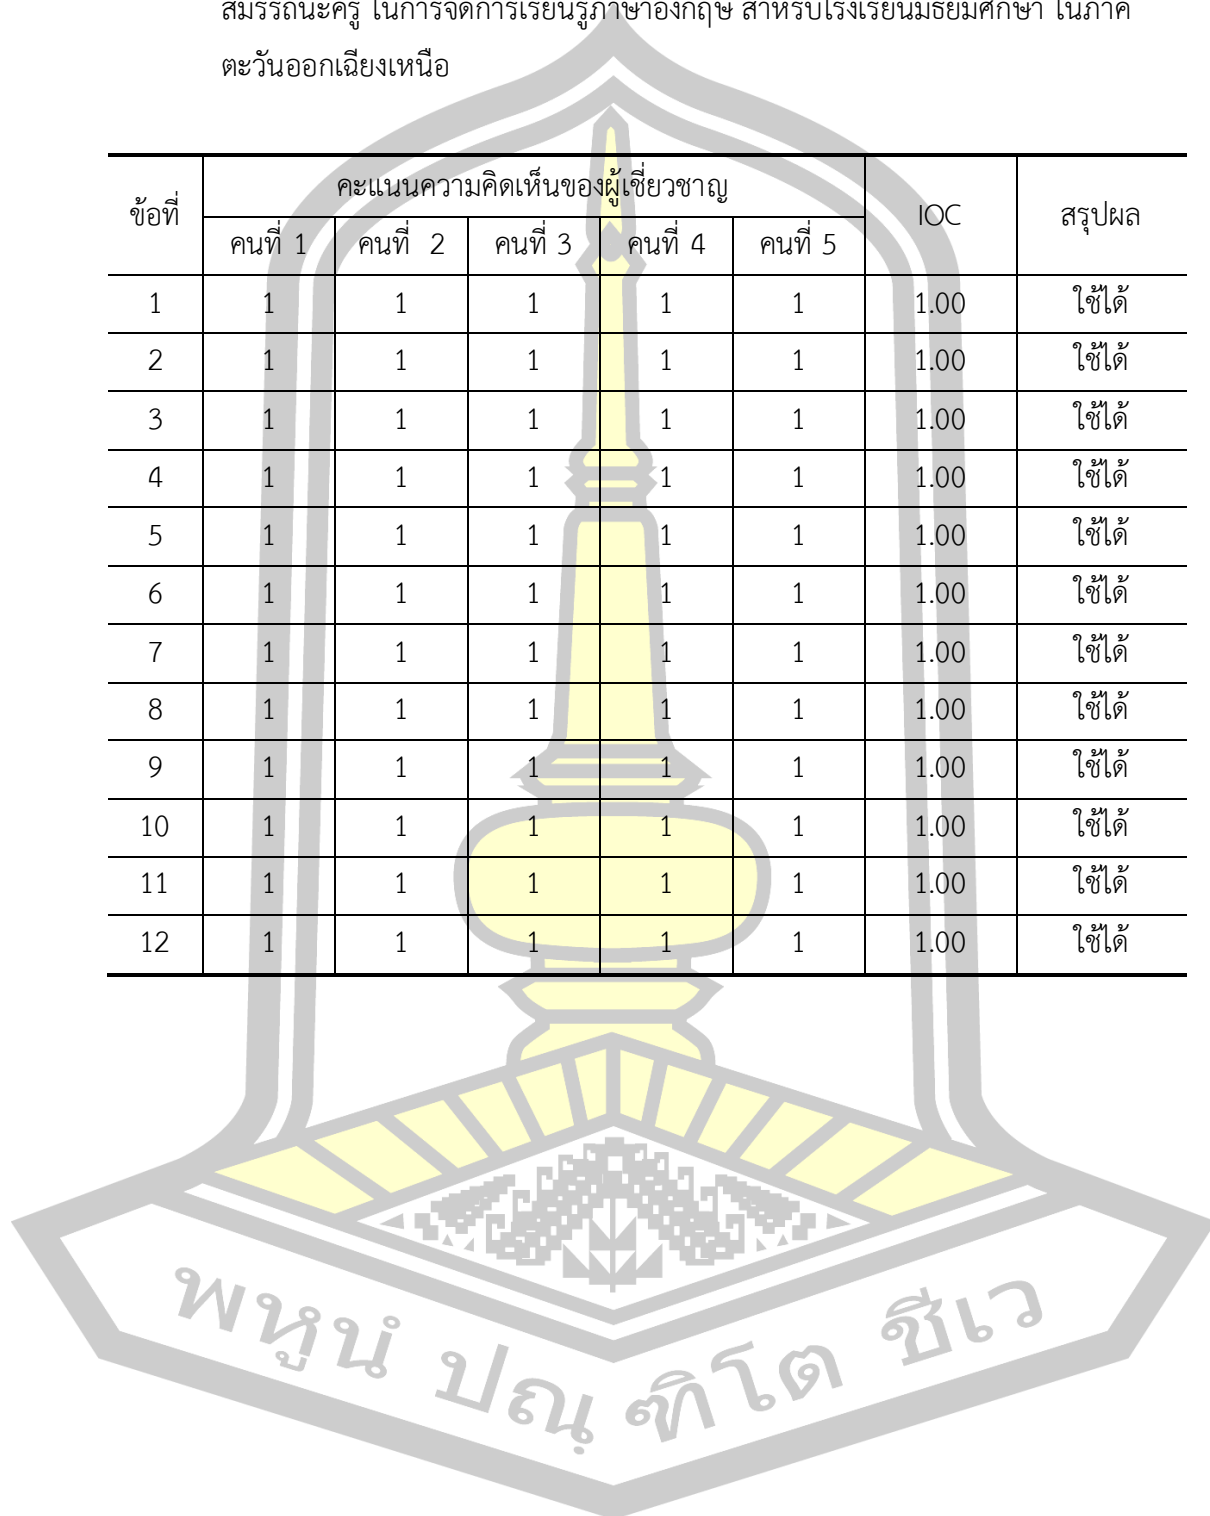 สมรรถนะครู ในการจัดการเรียนรู้ภาษาอังกฤษ สำหรับโรงเรียนมัธยมศึกษา ในภาค
ตะวันออกเฉียงเหนือ
ข้อที่ คะแนนความคิดเห็นของผู้เชี่ยวชาญ IOC สรุปผล
คนที่ 1 คนที่ 2 คนที่ 3 คนที่ 4 คนที่ 5
1 1 1 1 1 1 1.00 ใช้ได้
2 1 1 1 1 1 1.00 ใช้ได้
3 1 1 1 1 1 1.00 ใช้ได้
4 1 1 1 1 1 1.00 ใช้ได้
5 1 1 1 1 1 1.00 ใช้ได้
6 1 1 1 1 1 1.00 ใช้ได้
7 1 1 1 1 1 1.00 ใช้ได้
8 1 1 1 1 1 1.00 ใช้ได้
9 1 1 1 1 1 1.00 ใช้ได้
10 1 1 1 1 1 1.00 ใช้ได้
11 1 1 1 1 1 1.00 ใช้ได้
12 1 1 1 1 1 1.00 ใช้ได้
พหูนํ ปณฺฑิโต ชีเว